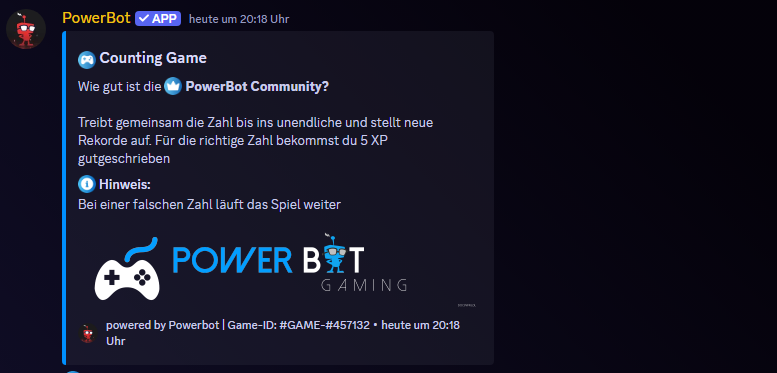 PowerBot ✓ APP heute um 20:18 Uhr
Counting Game
Wie gut ist die PowerBot Community?
Treibt gemeinsam die Zahl bis ins unendliche und stellt neue
Rekorde auf. Für die richtige Zahl bekommst du 5 XP
gutgeschrieben
Hinweis:
Bei einer falschen Zahl läuft das Spiel weiter
POWER BOT
GAMING
powered by Powerbot | Game-ID: #GAME-#457132 • heute um 20:18
Uhr